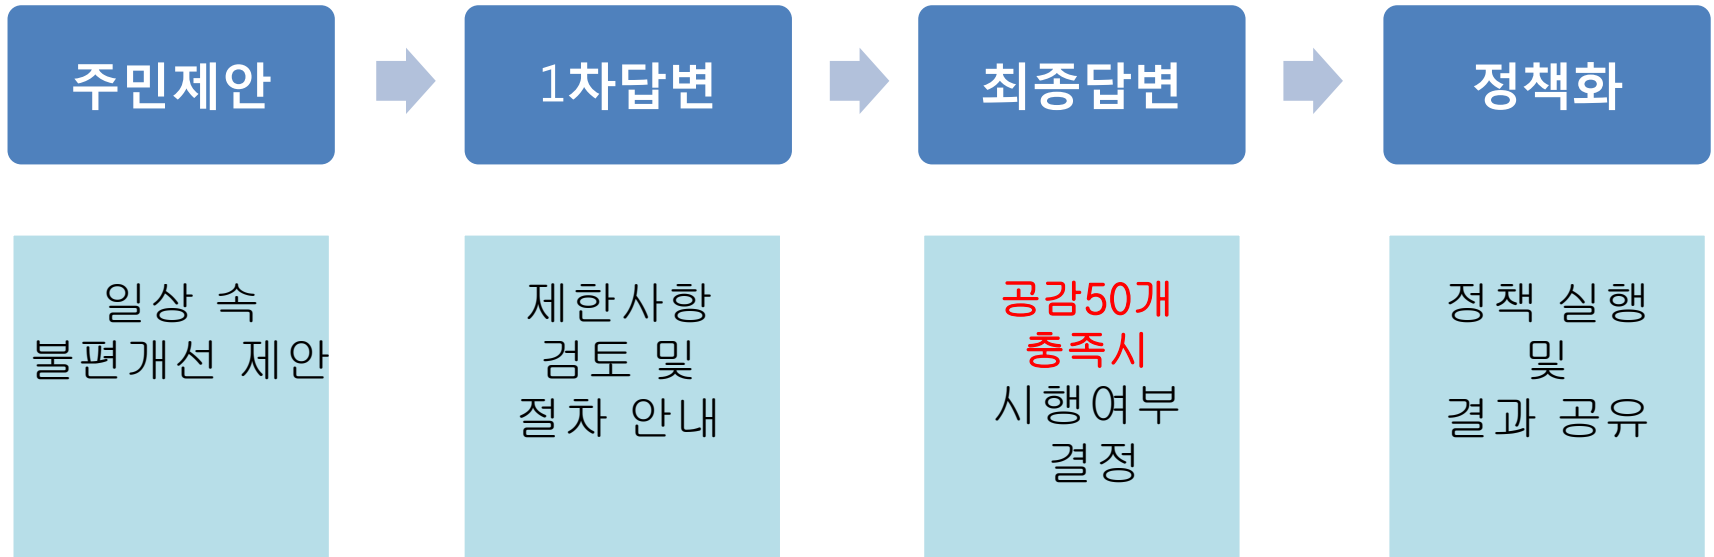 주민제안
1차답변
최종답변
정책화
일상 속
불편개선 제안
제한사항
검토 및
절차 안내
공감50개
충족시
시행여부
결정
정책 실행
및
결과 공유